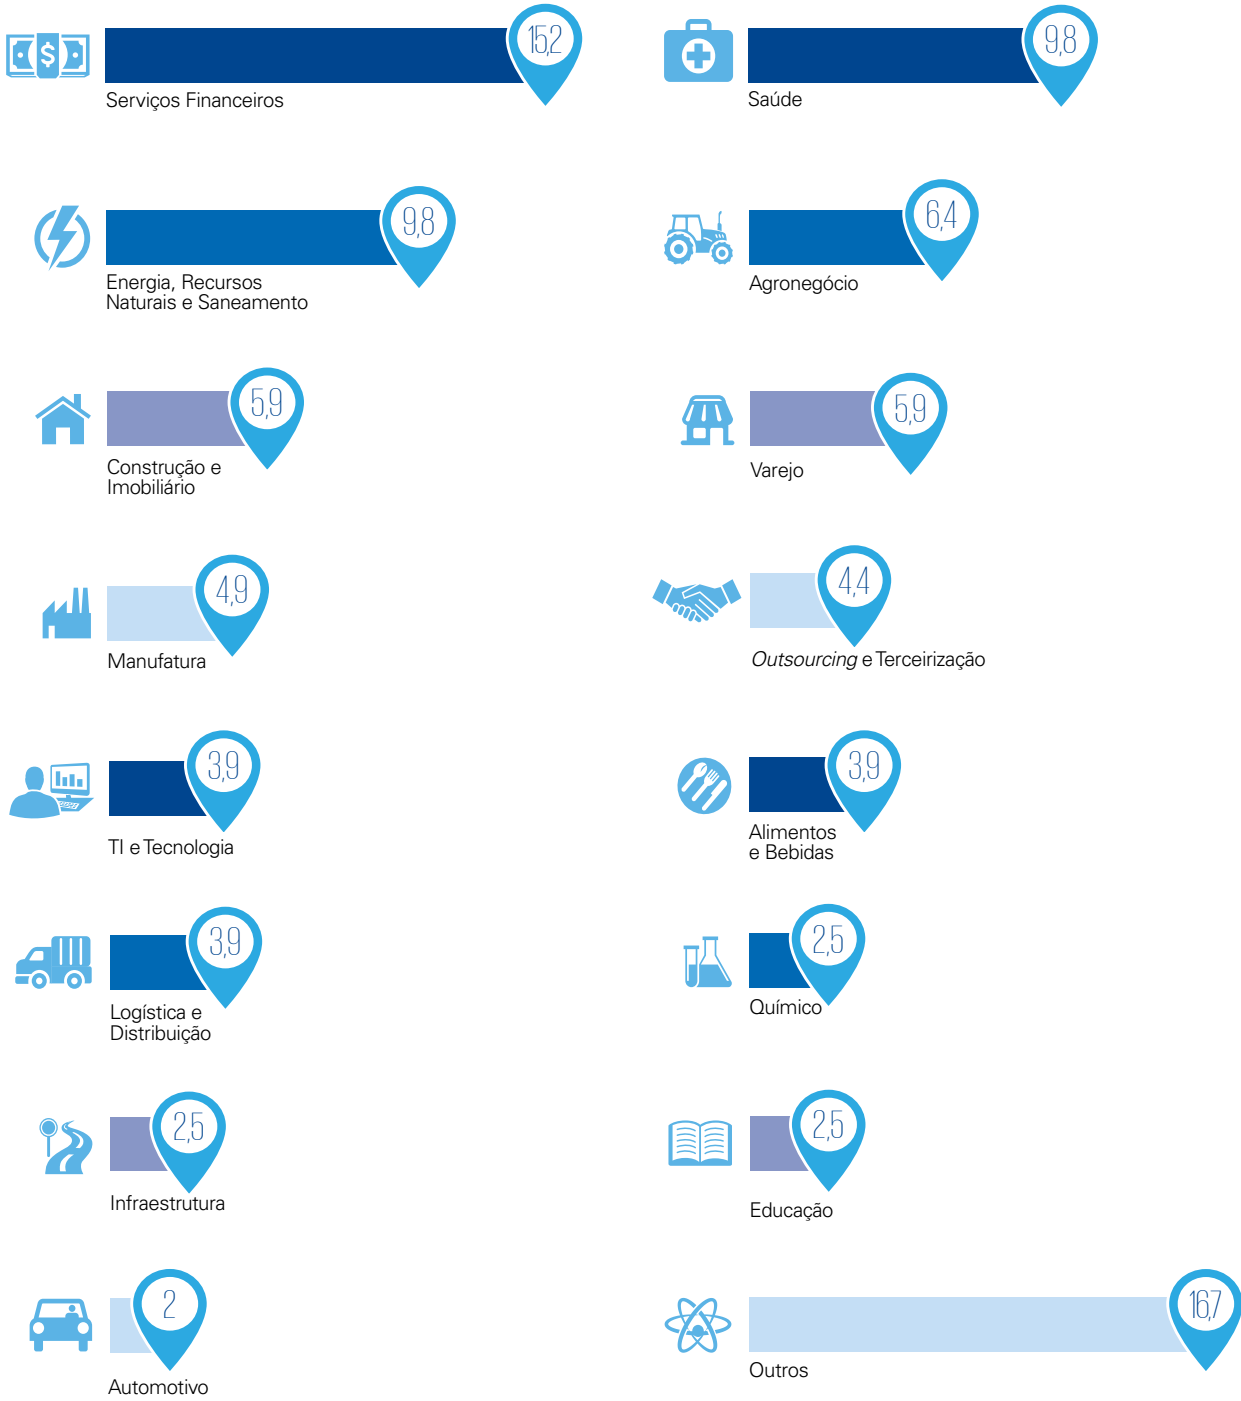 15,2
Serviços Financeiros
9,8
Saúde
9,8
Energia, Recursos
Naturais e Saneamento
6,4
Agronegócio
5,9
Construção e
Imobiliário
5,9
Varejo
4,9
Manufatura
4,4
Outsourcing e Terceirização
3,9
TI e Tecnologia
3,9
Alimentos
e Bebidas
3,9
Logística e
Distribuição
2,5
Químico
2,5
Infraestrutura
2,5
Educação
2
Automotivo
16,7
Outros
$